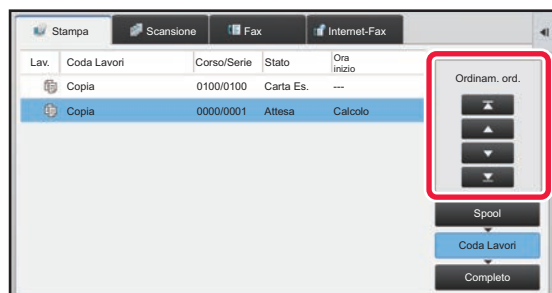 Stampa Scansione Fax Internet-Fax
Lav. Coda Lavori Corso/Serie Stato Ora inizio
Copia 0100/0100 Carta Es. ---
Copia 0000/0001 Attesa Calcolo
Ordinam. ord.
Spool
Coda Lavori
Completo